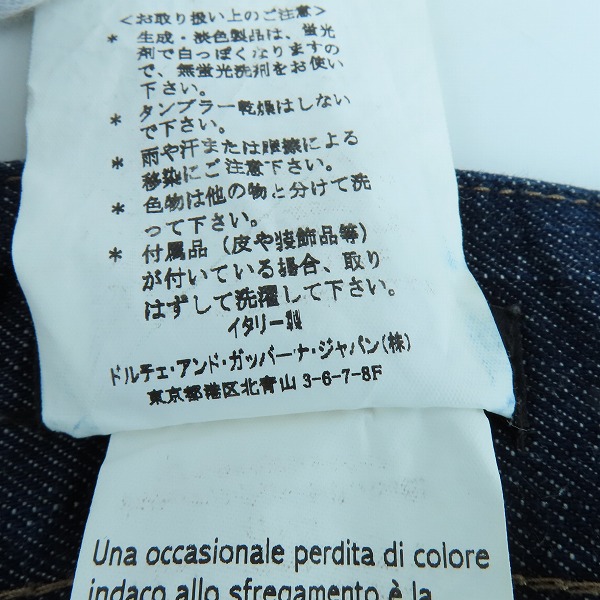 <お取り扱い上のご注意>
* 生成・淡色製品は、蛍光
剤で白っぽくなりますの
で、無蛍光洗剤をお使い
下さい。
* タンブラー乾燥はしない
で下さい。
* 雨や汗または摩擦による
移染にご注意下さい。
* 色物は他の物と分けて洗
って下さい。
* 付属品（皮や装飾品等）
が付いている場合、取り
はずして洗濯して下さい。
イタリー製
ドルチェ・アンド・ガッバーナ・ジャパン(株)
東京都港区北青山 3-6-7-8F
Una occasionale perdita di colore
indaco allo sfregamento è la